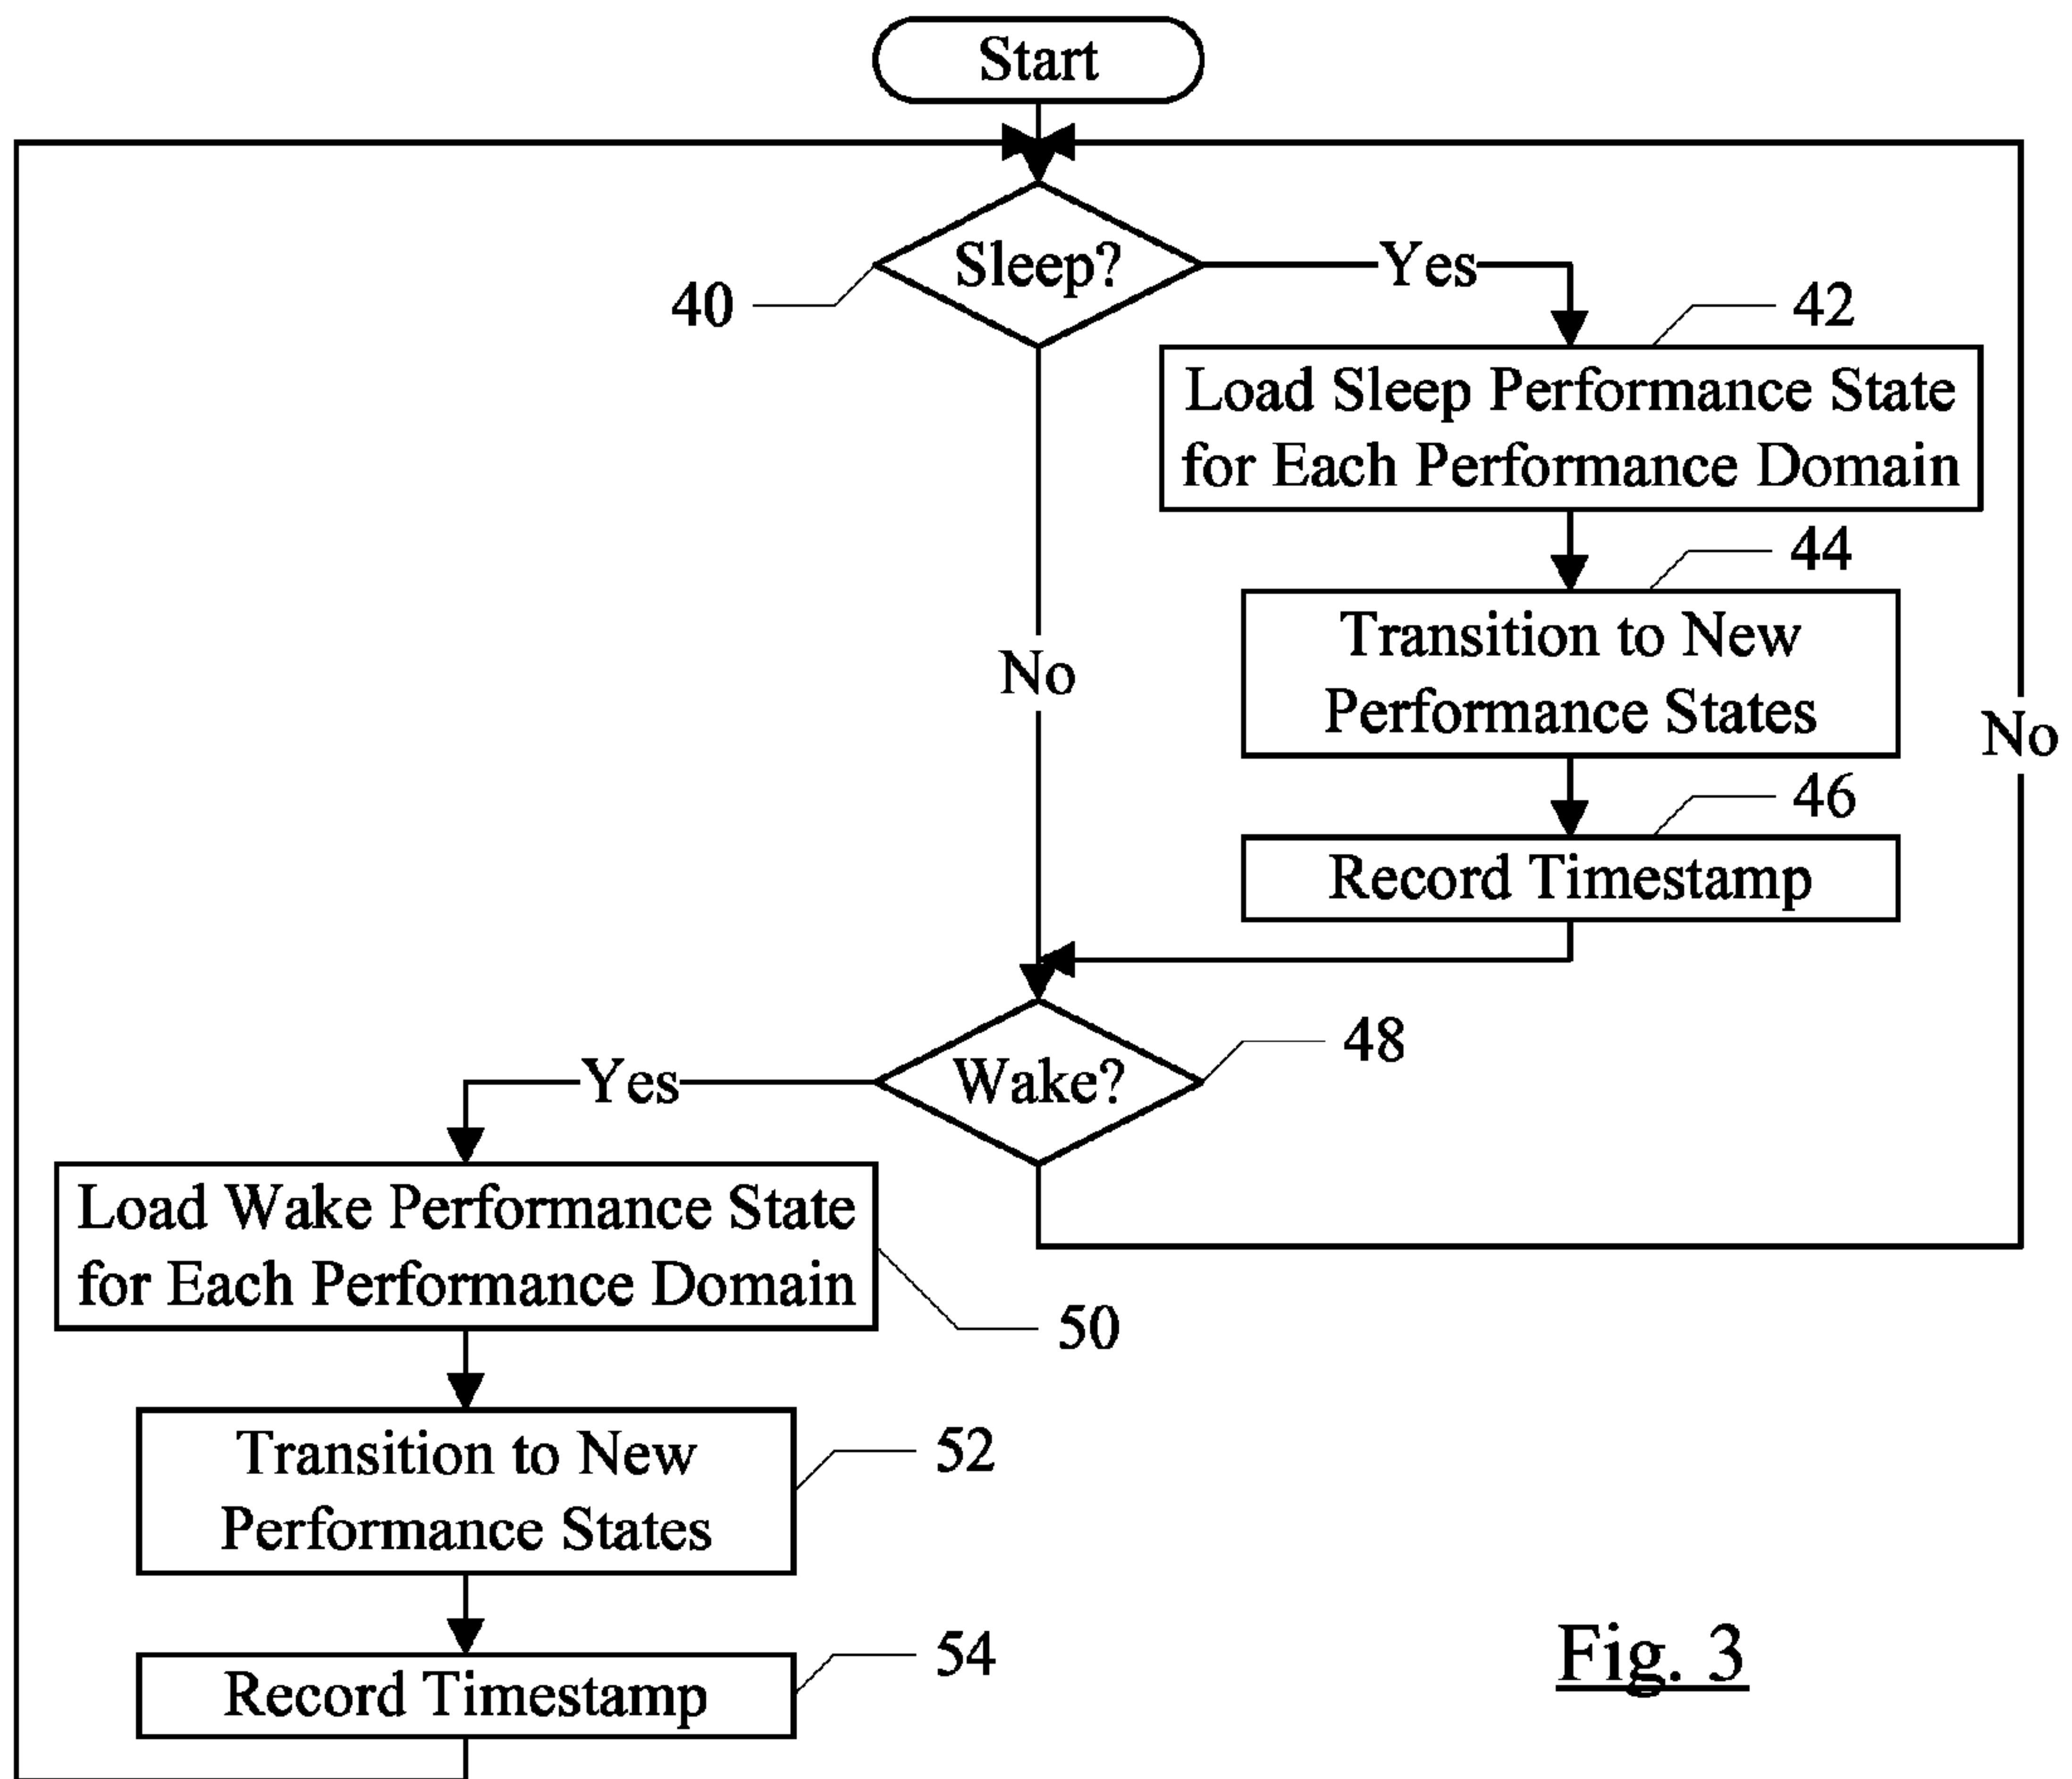 Start
Sleep?
Yes
40
42
Load Sleep Performance State
for Each Performance Domain
44
Transition to New
Performance States
No
No
46
Record Timestamp
48
Wake?
Yes
Load Wake Performance State
for Each Performance Domain
50
52
Transition to New
Performance States
54
Record Timestamp
Fig. 3